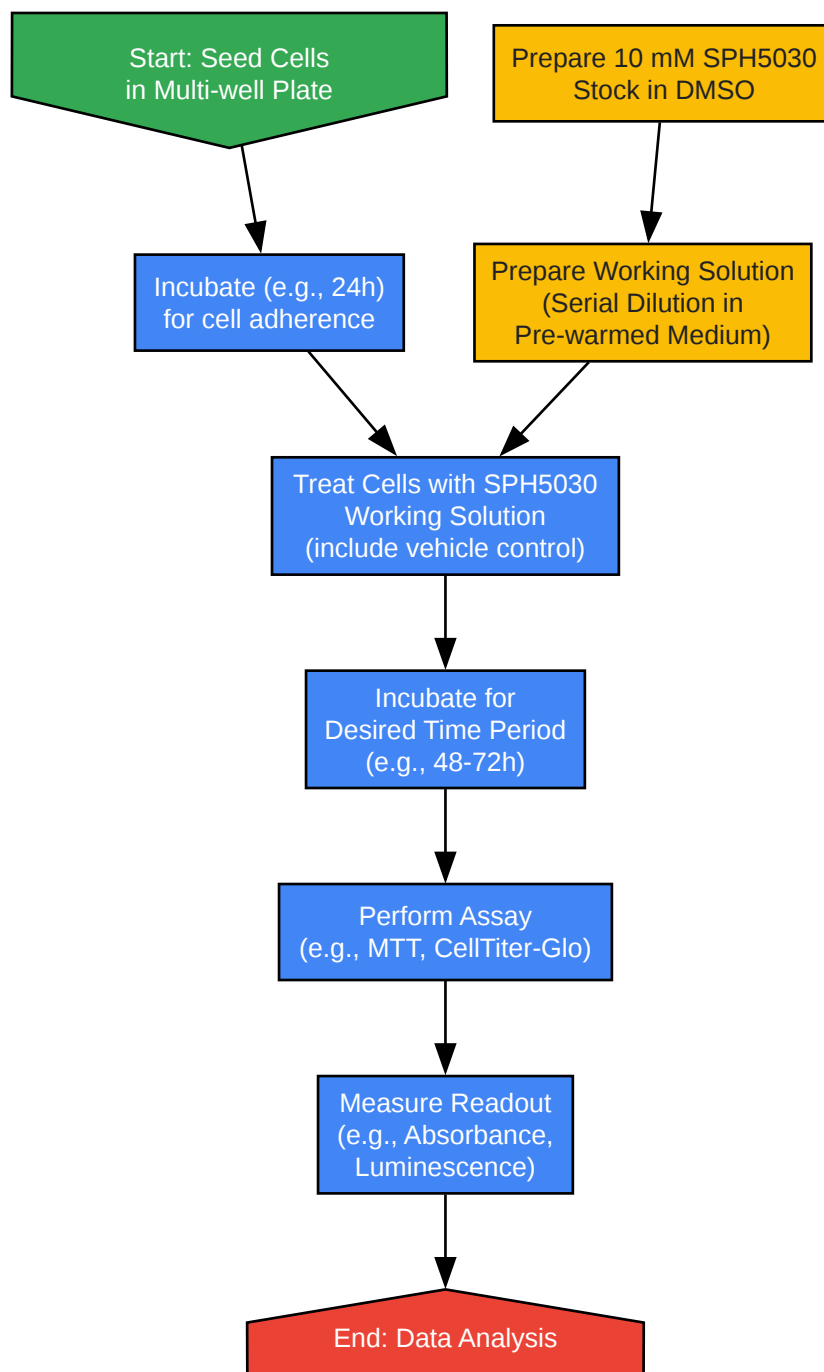 Start: Seed Cells
in Multi-well Plate
Prepare 10 mM SPH5030
Stock in DMSO
Incubate (e.g., 24h)
for cell adherence
Prepare Working Solution
(Serial Dilution in
Pre-warmed Medium)
Treat Cells with SPH5030
Working Solution
(include vehicle control)
Incubate for
Desired Time Period
(e.g., 48-72h)
Perform Assay
(e.g., MTT, CellTiter-Glo)
Measure Readout
(e.g., Absorbance,
Luminescence)
End: Data Analysis